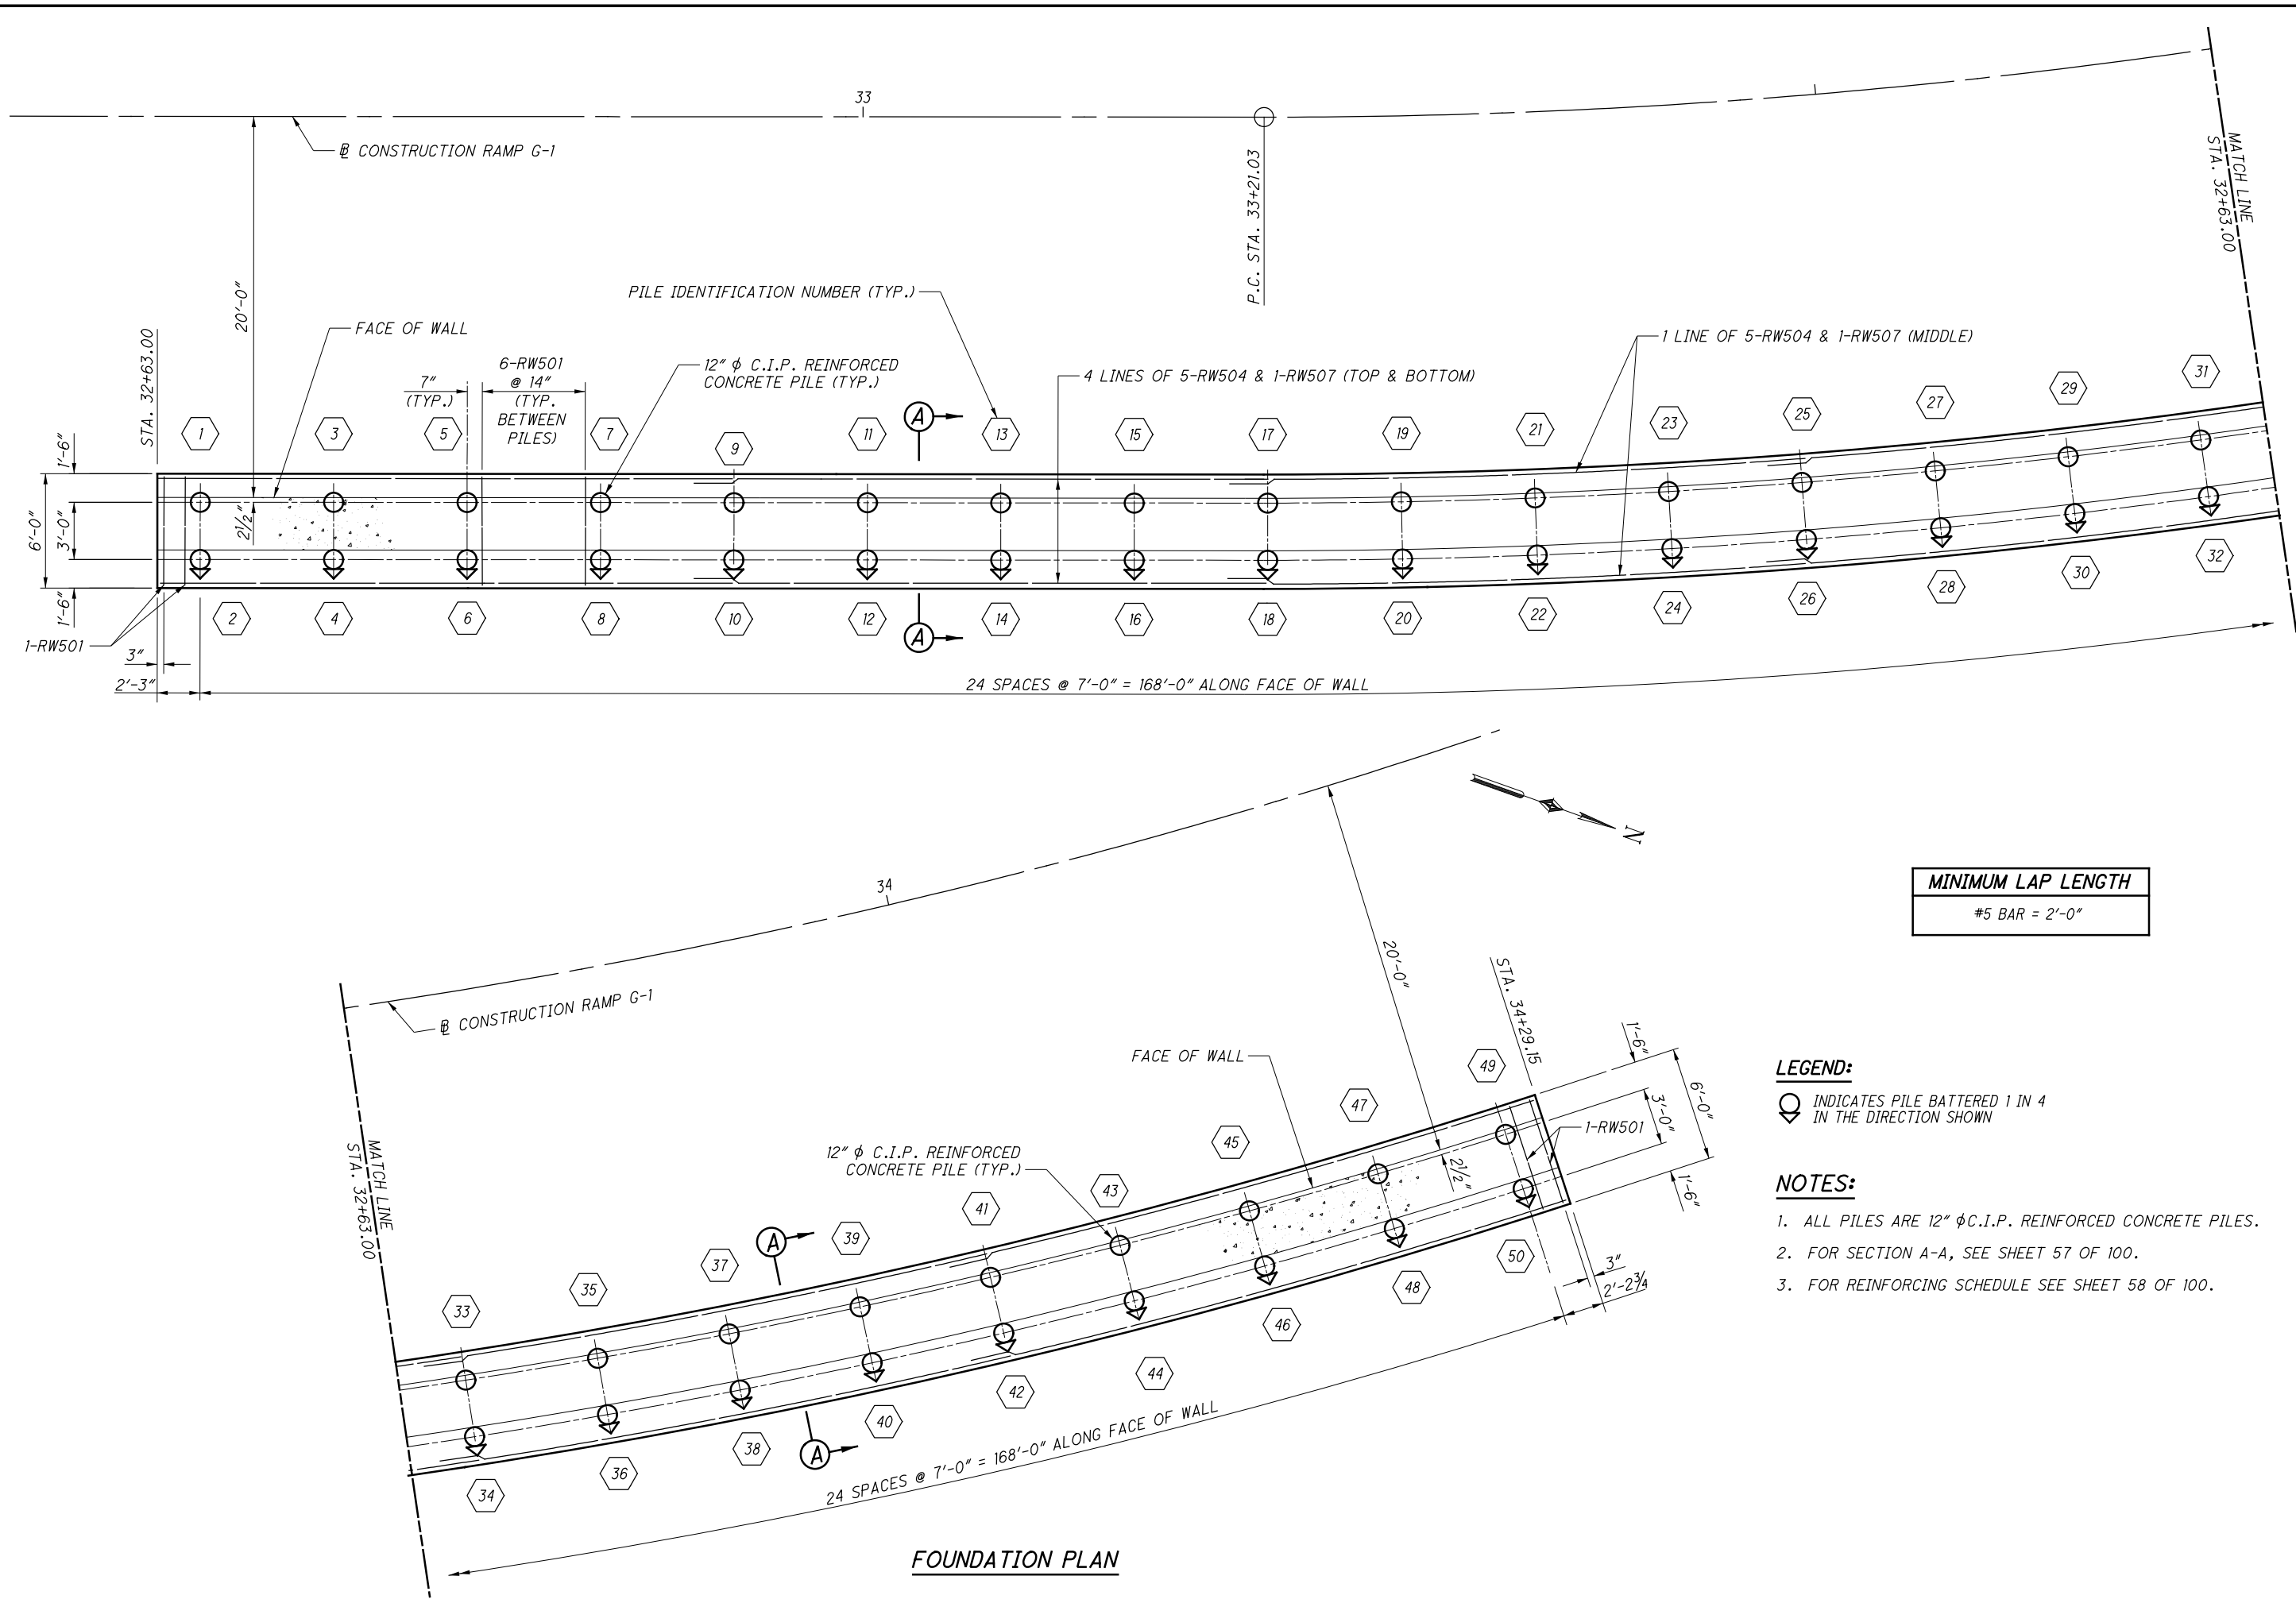 33
℄ CONSTRUCTION RAMP G-1
P.C. STA. 33+21.03
MATCH LINE
STA. 32+63.00
20'-0"
PILE IDENTIFICATION NUMBER (TYP.)
STA. 32+63.00
FACE OF WALL
1 LINE OF 5-RW504 & 1-RW507 (MIDDLE)
6-RW501
@ 14"
(TYP.
BETWEEN
PILES)
7"
(TYP.)
12" ϕ C.I.P. REINFORCED
CONCRETE PILE (TYP.)
4 LINES OF 5-RW504 & 1-RW507 (TOP & BOTTOM)
A
1
3
5
7
9
11
13
15
17
19
21
23
25
27
29
31
1'-6"
6'-0"
3'-0"
1'-6"
2½"
2
4
6
8
10
12
14
16
18
20
22
24
26
28
30
32
A
1-RW501
3"
2'-3"
24 SPACES @ 7'-0" = 168'-0" ALONG FACE OF WALL
N
34
MINIMUM LAP LENGTH
#5 BAR = 2'-0"
20'-0"
STA. 34+29.15
℄ CONSTRUCTION RAMP G-1
MATCH LINE
STA. 32+63.00
FACE OF WALL
12" ϕ C.I.P. REINFORCED
CONCRETE PILE (TYP.)
1-RW501
1'-6"
6'-0"
3'-0"
1'-6"
2½"
A
33
35
37
39
41
43
45
47
49
34
36
38
40
42
44
46
48
50
A
3"
2'-2¾
24 SPACES @ 7'-0" = 168'-0" ALONG FACE OF WALL
LEGEND:
INDICATES PILE BATTERED 1 IN 4
IN THE DIRECTION SHOWN
NOTES:
1. ALL PILES ARE 12" ϕ C.I.P. REINFORCED CONCRETE PILES.
2. FOR SECTION A-A, SEE SHEET 57 OF 100.
3. FOR REINFORCING SCHEDULE SEE SHEET 58 OF 100.
FOUNDATION PLAN